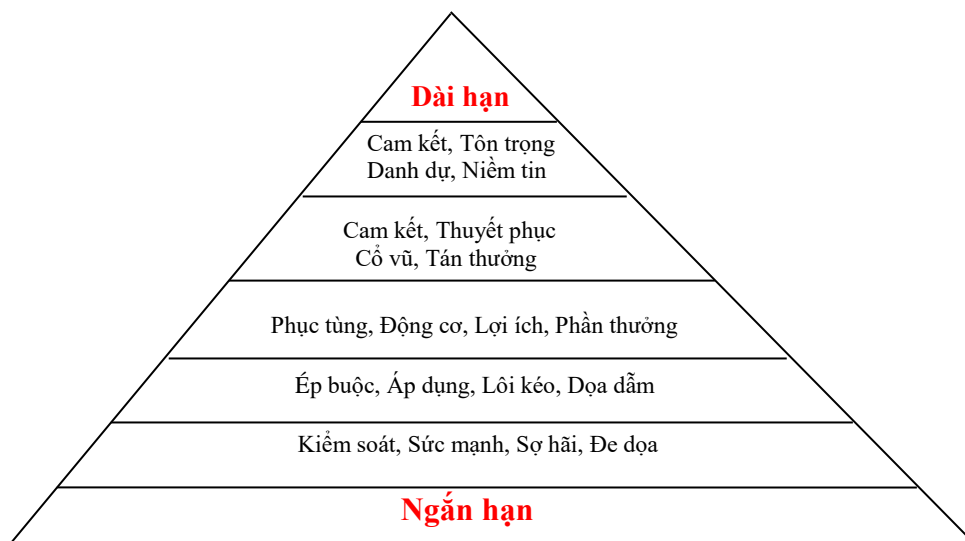 Dài hạn
Cam kết, Tôn trọng
Danh dự, Niềm tin
Cam kết, Thuyết phục
Cổ vũ, Tán thưởng
Phục tùng, Động cơ, Lợi ích, Phần thưởng
Ép buộc, Áp dụng, Lôi kéo, Dọa dẫm
Kiểm soát, Sức mạnh, Sợ hãi, Đe dọa
Ngắn hạn